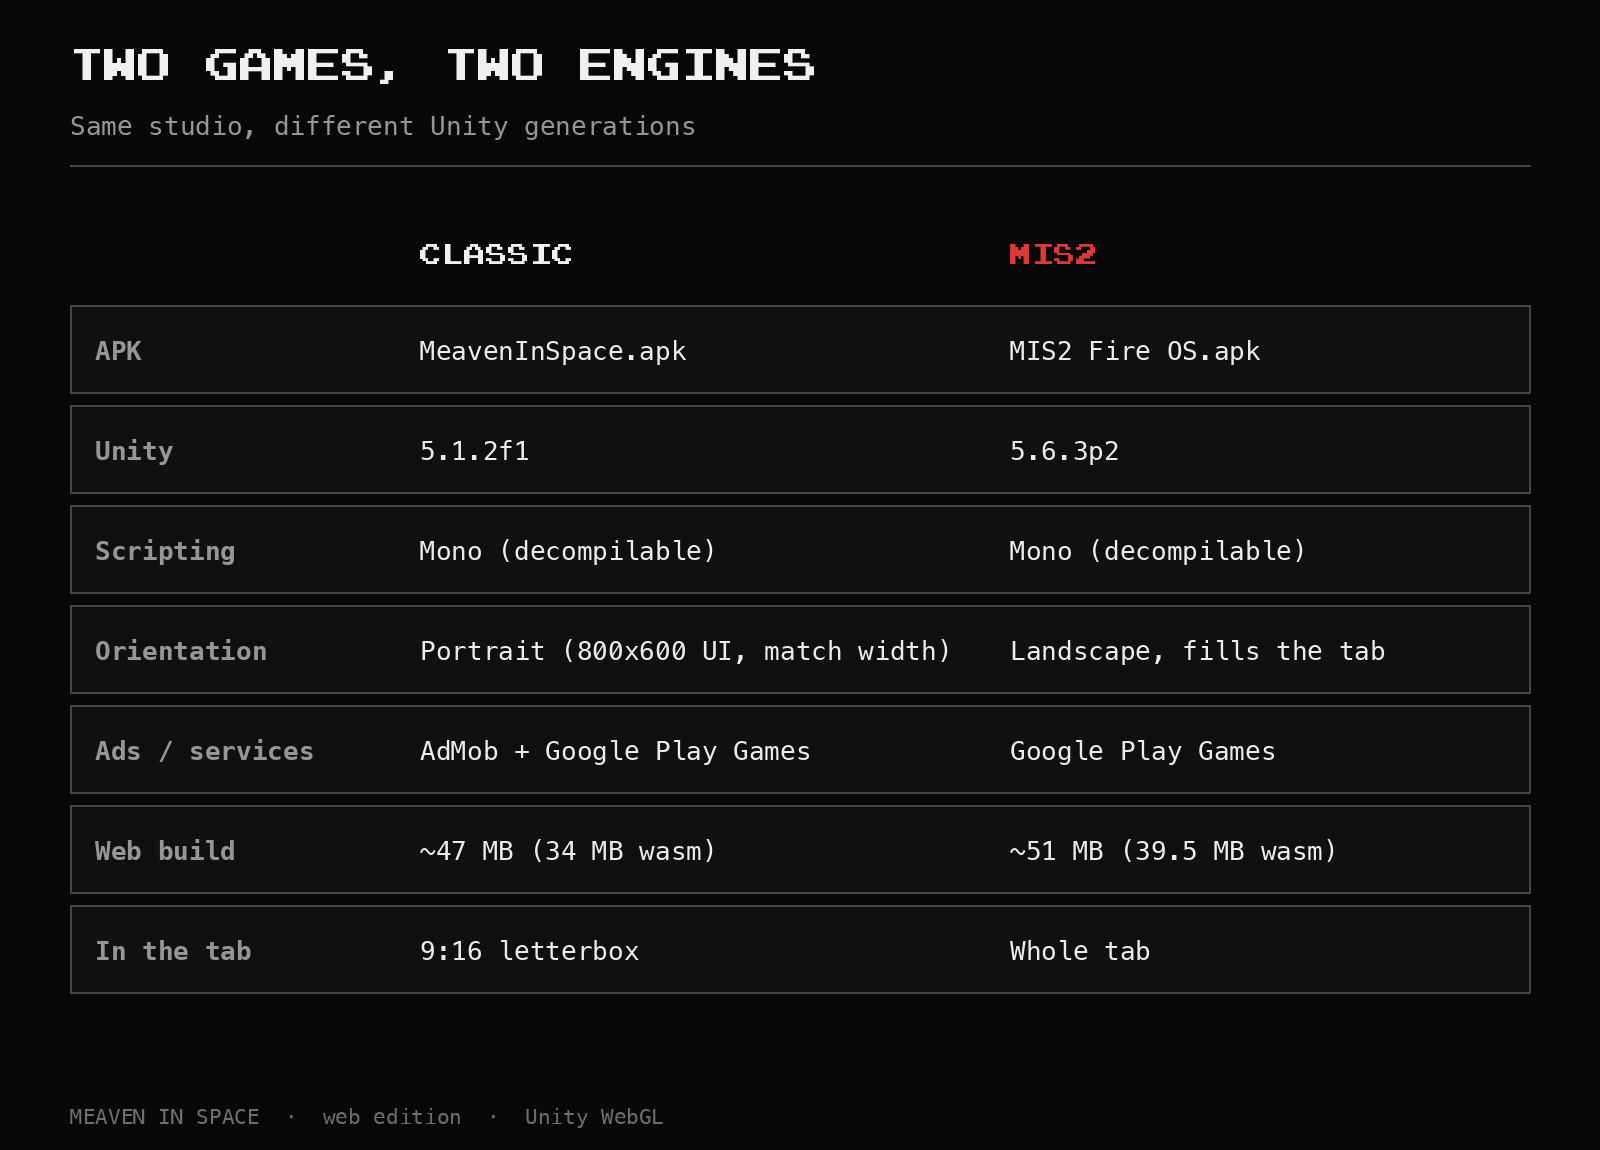 TWO GAMES, TWO ENGINES
Same studio, different Unity generations
CLASSIC MIS2
APK MeavenInSpace.apk MIS2 Fire OS.apk
Unity 5.1.2f1 5.6.3p2
Scripting Mono (decompilable) Mono (decompilable)
Orientation Portrait (800x600 UI, match width) Landscape, fills the tab
Ads / services AdMob + Google Play Games Google Play Games
Web build ~47 MB (34 MB wasm) ~51 MB (39.5 MB wasm)
In the tab 9:16 letterbox Whole tab
MEAVEN IN SPACE · web edition · Unity WebGL